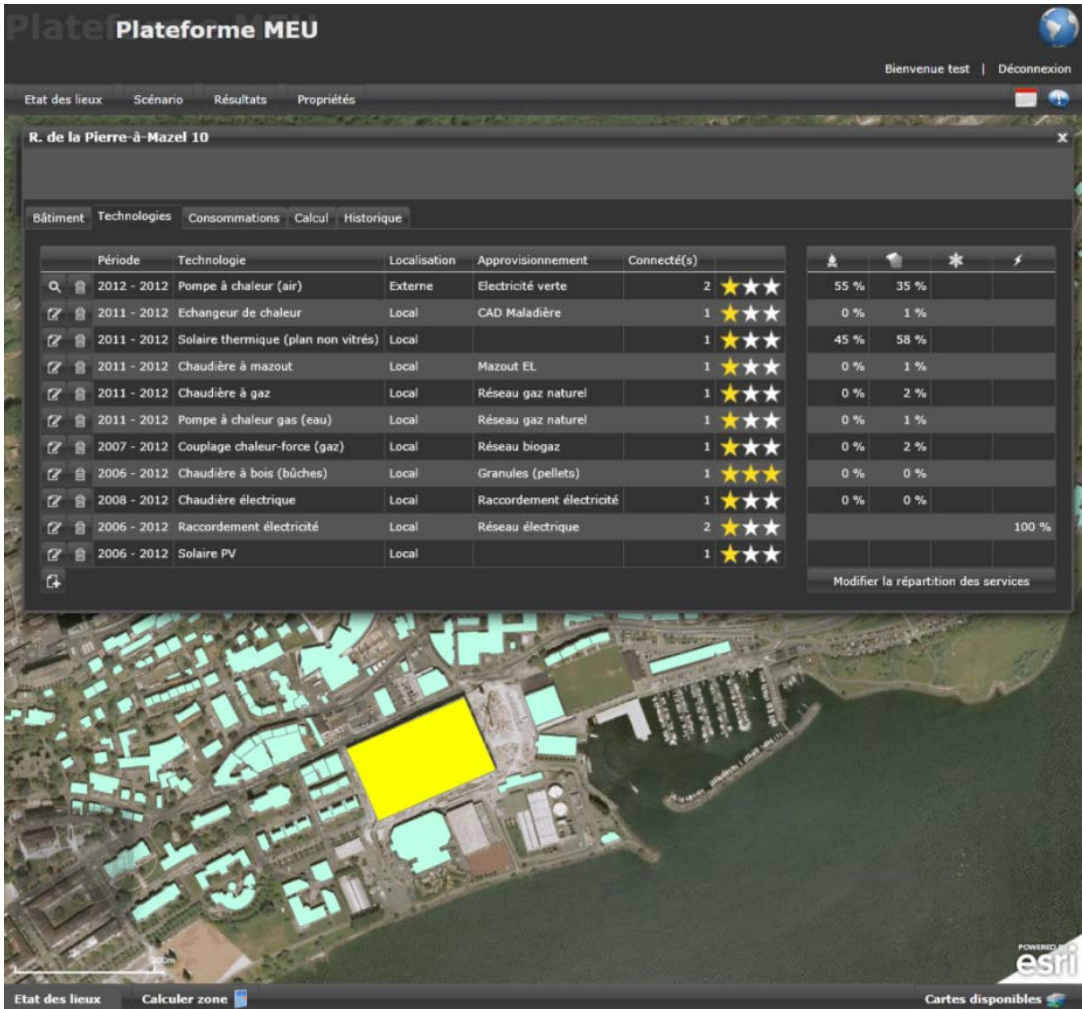 Plateforme MEU
Bienvenue test | Déconnexion
Etat des lieux Scénario Résultats Propriétés
R. de la Pierre-à-Mazel 10 x
Bâtiment Technologies Consommations Calcul Historique
Période Technologie Localisation Approvisionnement Connecté(s)
2012 - 2012 Pompe à chaleur (air) Externe Electricité verte 2 55 % 35 %
2011 - 2012 Echangeur de chaleur Local CAD Maladière 1 0 % 1 %
2011 - 2012 Solaire thermique (plan non vitrés) Local 1 45 % 58 %
2011 - 2012 Chaudière à mazout Local Mazout EL 1 0 % 1 %
2011 - 2012 Chaudière à gaz Local Réseau gaz naturel 1 0 % 2 %
2011 - 2012 Pompe à chaleur gas (eau) Local Réseau gaz naturel 1 0 % 1 %
2007 - 2012 Couplage chaleur-force (gaz) Local Réseau biogaz 1 0 % 2 %
2006 - 2012 Chaudière à bois (bûches) Local Granules (pellets) 1 0 % 0 %
2008 - 2012 Chaudière électrique Local Raccordement électricité 1 0 % 0 %
2006 - 2012 Raccordement électricité Local Réseau électrique 2 100 %
2006 - 2012 Solaire PV Local 1
Modifier la répartition des services
200m
POWERED BY
esri
Etat des lieux Calculer zone Cartes disponibles